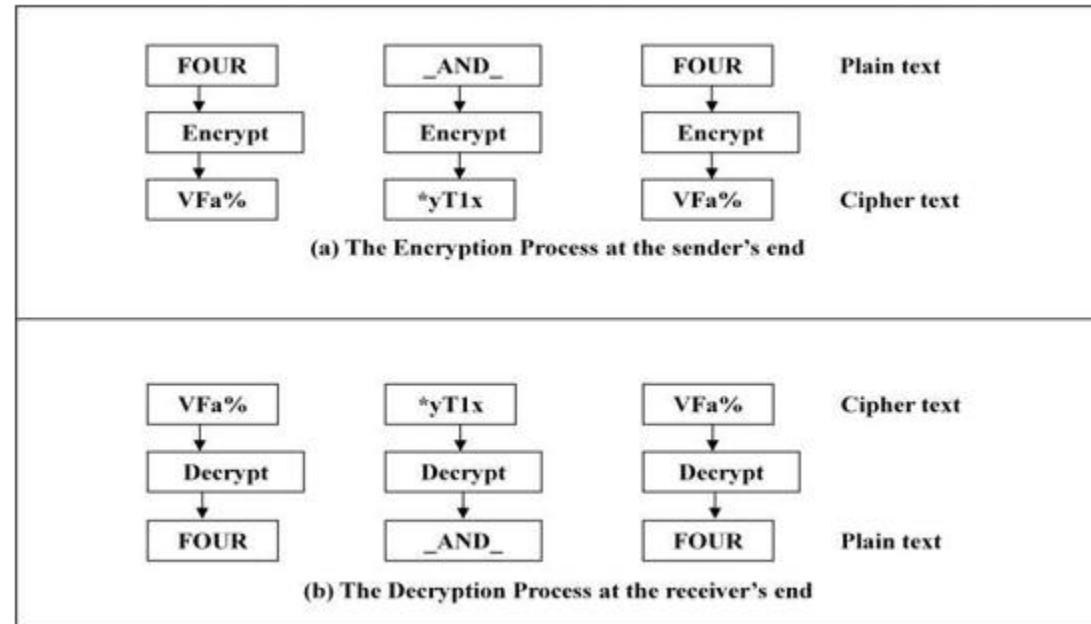 FOUR _AND_ FOUR Plain text
Encrypt Encrypt Encrypt
VFa% *yT1x VFa% Cipher text
(a) The Encryption Process at the sender's end
VFa% *yT1x VFa% Cipher text
Decrypt Decrypt Decrypt
FOUR _AND_ FOUR Plain text
(b) The Decryption Process at the receiver's end